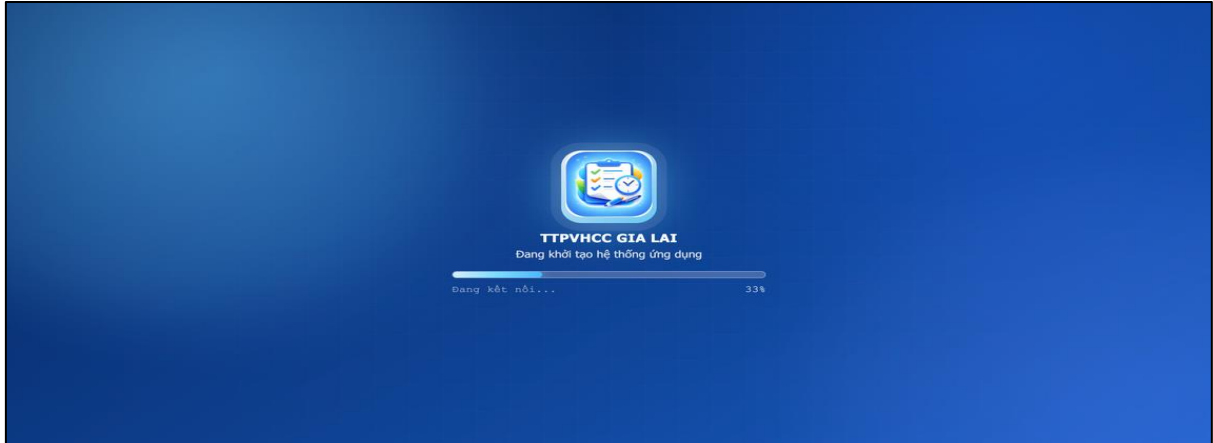 TTPVHCC GIA LAI
Đang khởi tạo hệ thống ứng dụng
Đang kết nối... 33%